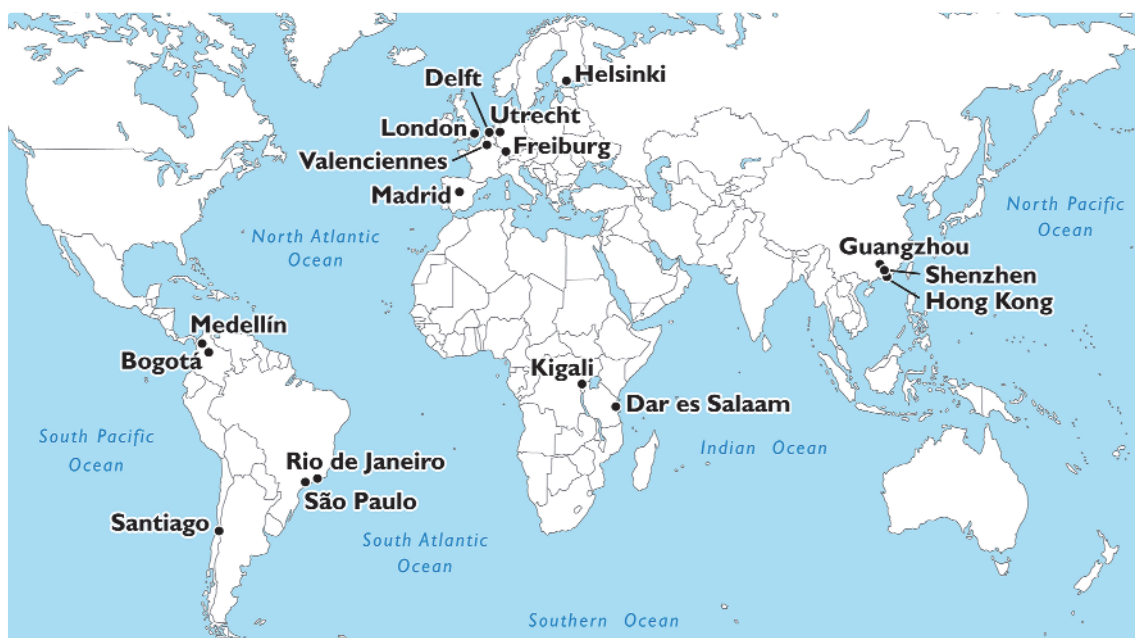 Helsinki
Delft
Utrecht
London
Freiburg
Valenciennes
Madrid
North Pacific
Ocean
North Atlantic
Ocean
Guangzhou
Shenzhen
Hong Kong
Medellín
Bogotá
Kigali
Dar es Salaam
South Pacific
Ocean
Indian Ocean
Rio de Janeiro
São Paulo
Santiago
South Atlantic
Ocean
Southern Ocean